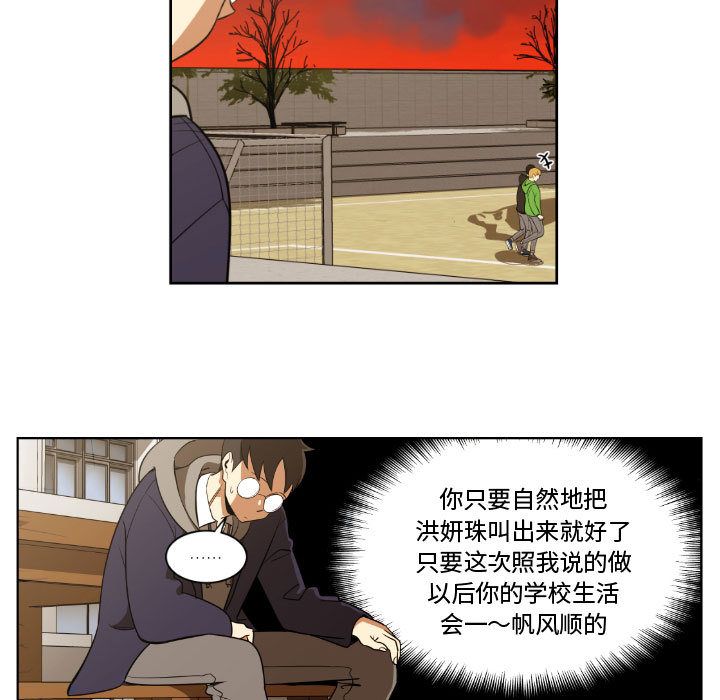 ……
你只要自然地把
洪妍珠叫出来就好了
只要这次照我说的做
以后你的学校生活
会一～帆风顺的